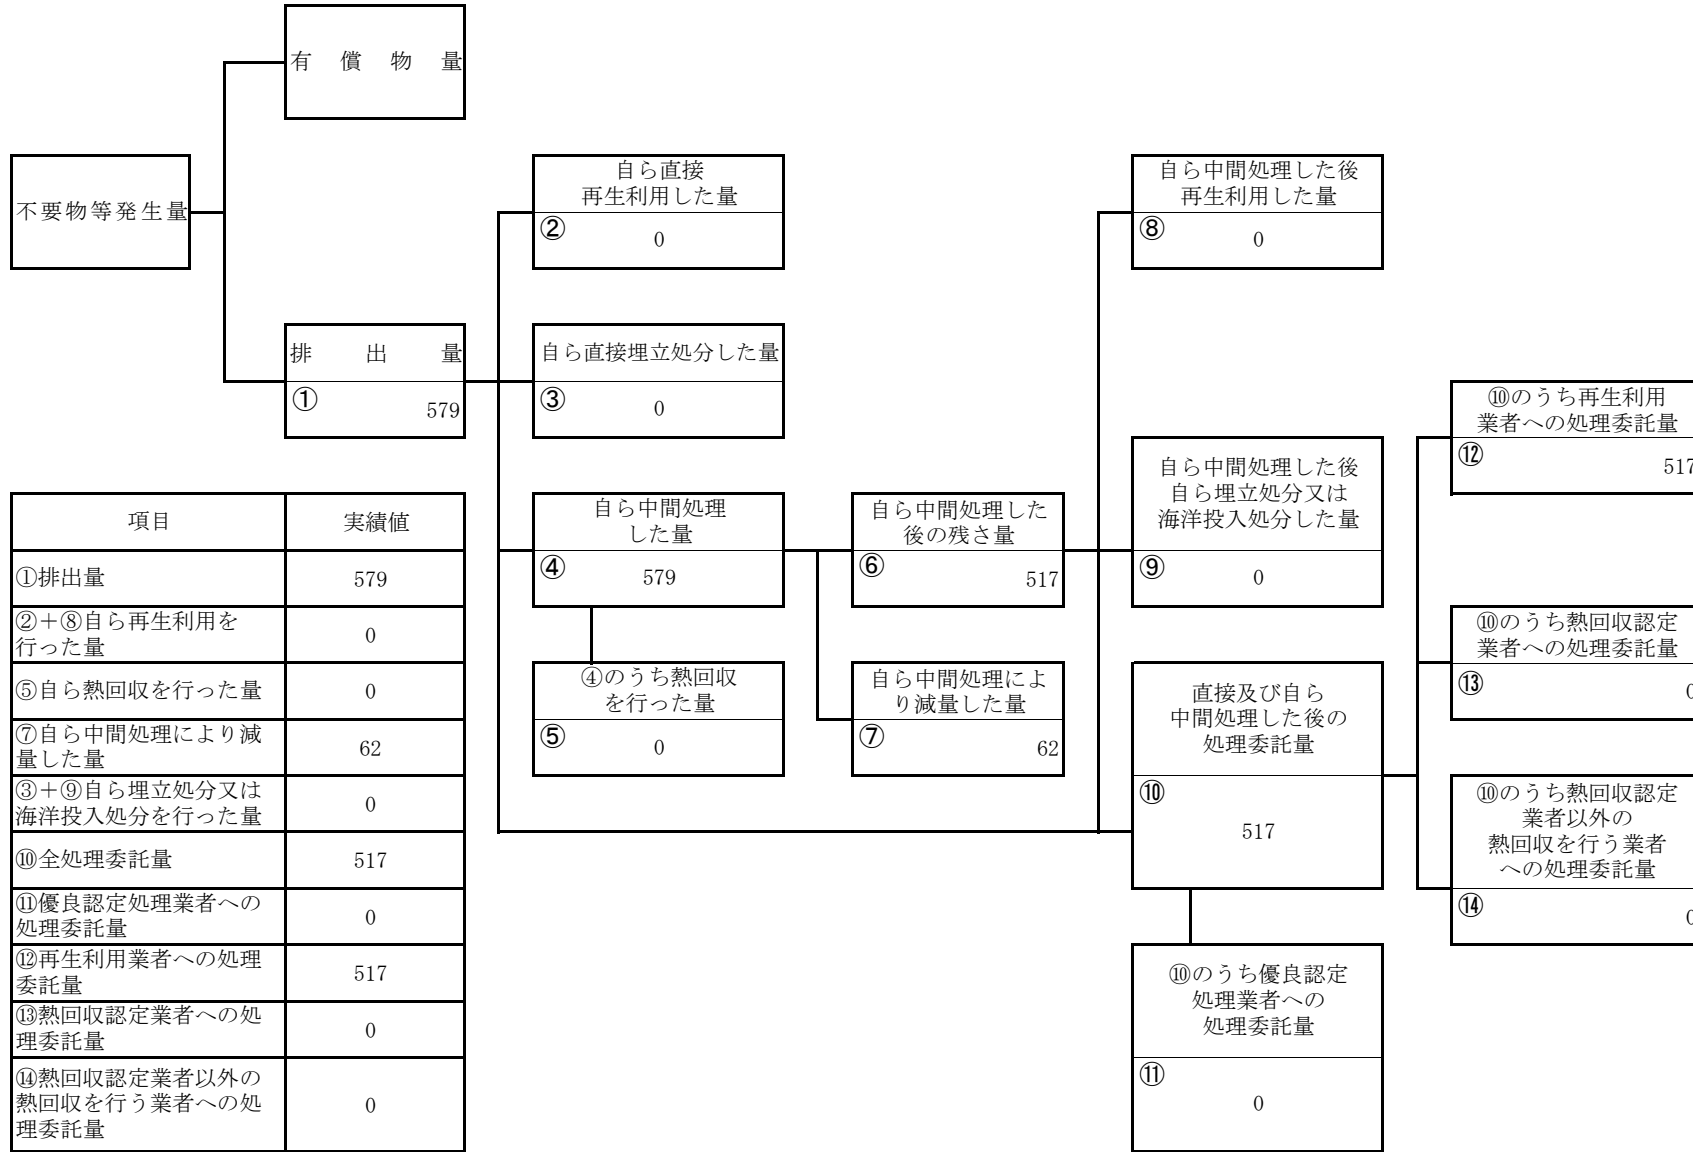 有償物量
不要物等発生量
自ら直接
再生利用した量
②
0
自ら中間処理した後
再生利用した量
⑧
0
排出量
①
579
自ら直接埋立処分した量
③
0
⑩のうち再生利用
業者への処理委託量
⑫
517
自ら中間処理した後
自ら埋立処分又は
海洋投入処分した量
⑨
0
自ら中間処理
した量
④
579
自ら中間処理した
後の残さ量
⑥
517
⑩のうち熱回収認定
業者への処理委託量
⑬
0
④のうち熱回収
を行った量
⑤
0
自ら中間処理によ
り減量した量
⑦
62
直接及び自ら
中間処理した後の
処理委託量
⑩
517
⑩のうち熱回収認定
業者以外の
熱回収を行う業者
への処理委託量
⑭
0
⑩のうち優良認定
処理業者への
処理委託量
⑪
0
項目 実績値
①排出量 579
②＋⑧自ら再生利用を
行った量 0
⑤自ら熱回収を行った量 0
⑦自ら中間処理により減
量した量 62
③＋⑨自ら埋立処分又は
海洋投入処分を行った量 0
⑩全処理委託量 517
⑪優良認定処理業者への
処理委託量 0
⑫再生利用業者への処理
委託量 517
⑬熱回収認定業者への処
理委託量 0
⑭熱回収認定業者以外の
熱回収を行う業者への処
理委託量 0